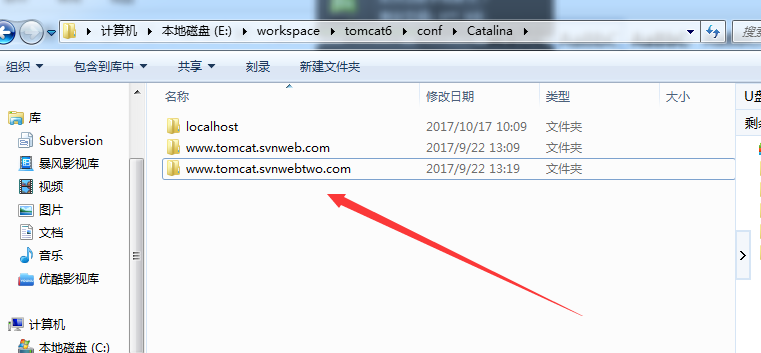 计算机 ▸ 本地磁盘 (E:) ▸ workspace ▸ tomcat6 ▸ conf ▸ Catalina ▸
组织 包含到库中 共享 刻录 新建文件夹
库
Subversion
暴风影视库
视频
图片
文档
音乐
优酷影视库
计算机
本地磁盘 (C:)
名称 修改日期 类型 大小
localhost 2017/10/17 10:09 文件夹
www.tomcat.svnweb.com 2017/9/22 13:09 文件夹
www.tomcat.svnwebtwo.com 2017/9/22 13:19 文件夹
U盘